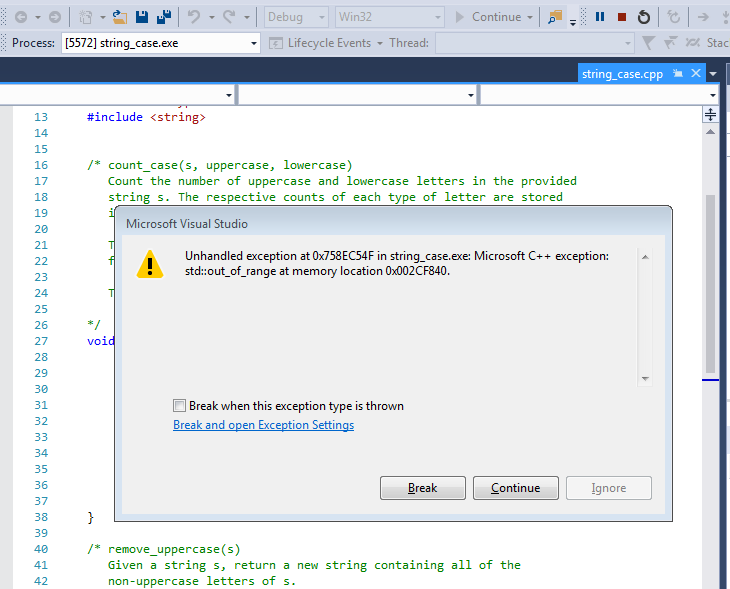 Debug
Win32
Continue
Process:
[5572] string_case.exe
Lifecycle Events
Thread:
Stac
string_case.cpp
13 #include <string>
14
15
16 /* count_case(s, uppercase, lowercase)
17 Count the number of uppercase and lowercase letters in the provided
18 string s. The respective counts of each type of letter are stored
19 i
20
21 T
22 f
23
24 T
25
26 */
27 void
28
29
30
31
32
33
34
35
36
37
38 }
39
40 /* remove_uppercase(s)
41 Given a string s, return a new string containing all of the
42 non-uppercase letters of s.
Microsoft Visual Studio
Unhandled exception at 0x758EC54F in string_case.exe: Microsoft C++ exception:
std::out_of_range at memory location 0x002CF840.
Break when this exception type is thrown
Break and open Exception Settings
Break
Continue
Ignore